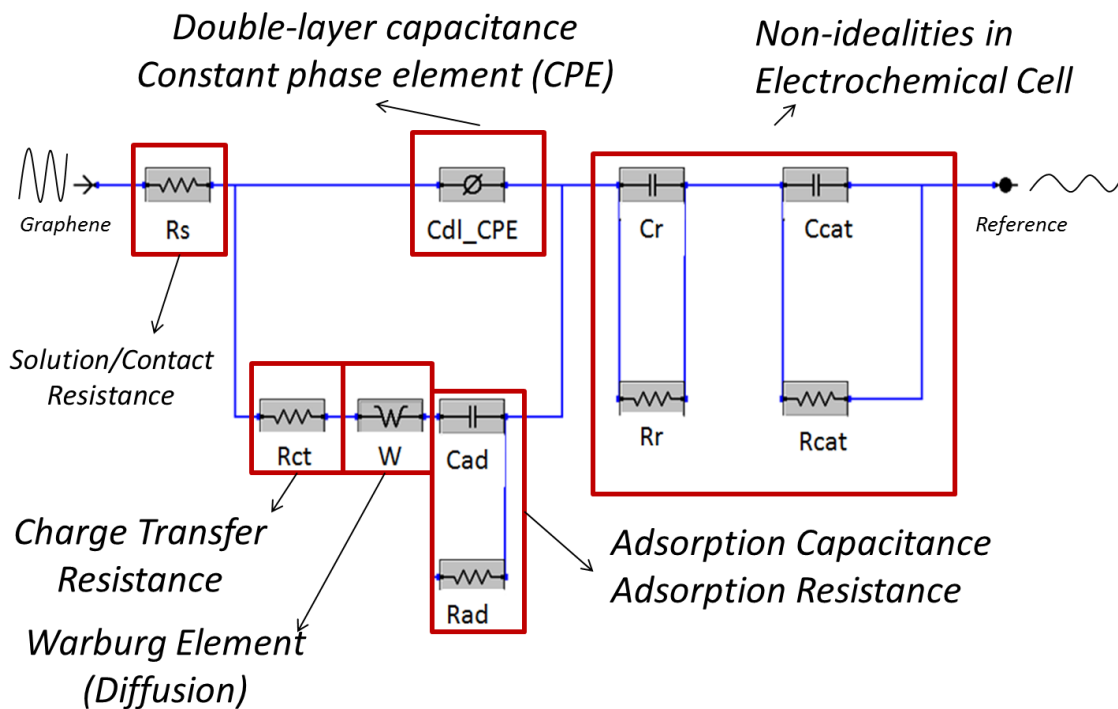 Double-layer capacitance
Constant phase element (CPE)
Non-idealities in
Electrochemical Cell
Graphene
Rs
Cdl_CPE
Cr
Ccat
Reference
Solution/Contact
Resistance
Rct
W
Cad
Rr
Rcat
Charge Transfer
Resistance
Rad
Adsorption Capacitance
Adsorption Resistance
Warburg Element
(Diffusion)